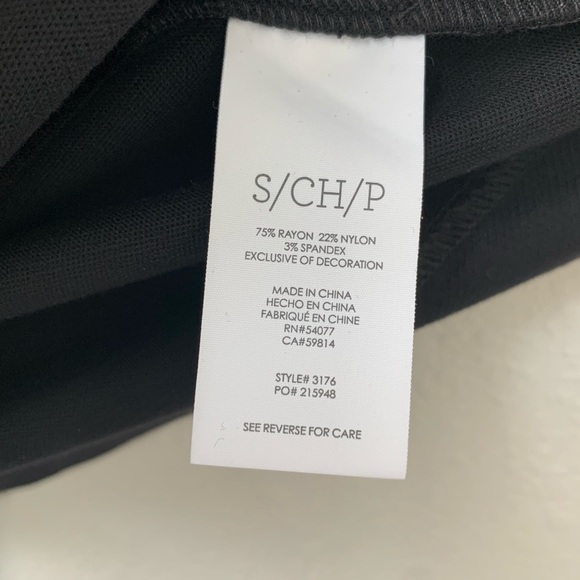 S/CH/P
75% RAYON 22% NYLON
3% SPANDEX
EXCLUSIVE OF DECORATION
MADE IN CHINA
HECHO EN CHINA
FABRIQUÉ EN CHINE
RN#54077
CA#59814
STYLE# 3176
PO# 215948
SEE REVERSE FOR CARE